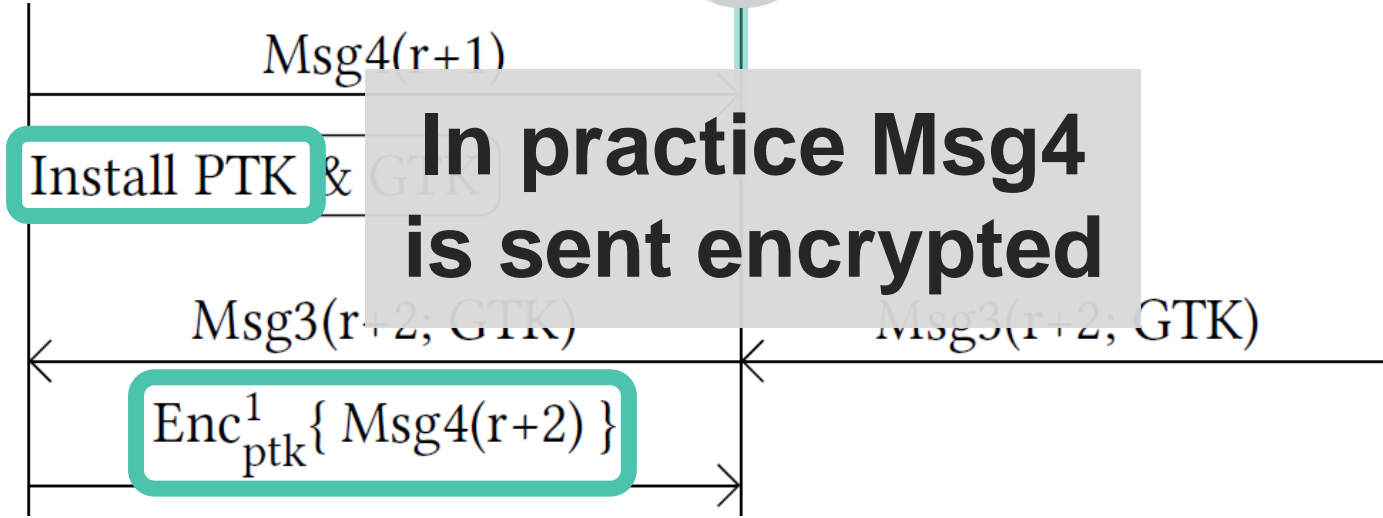 Msg4(r+1)
Install PTK & GTK
In practice Msg4
is sent encrypted
Msg3(r+2; GTK)
Msg3(r+2; GTK)
Enc¹ptk{ Msg4(r+2) }